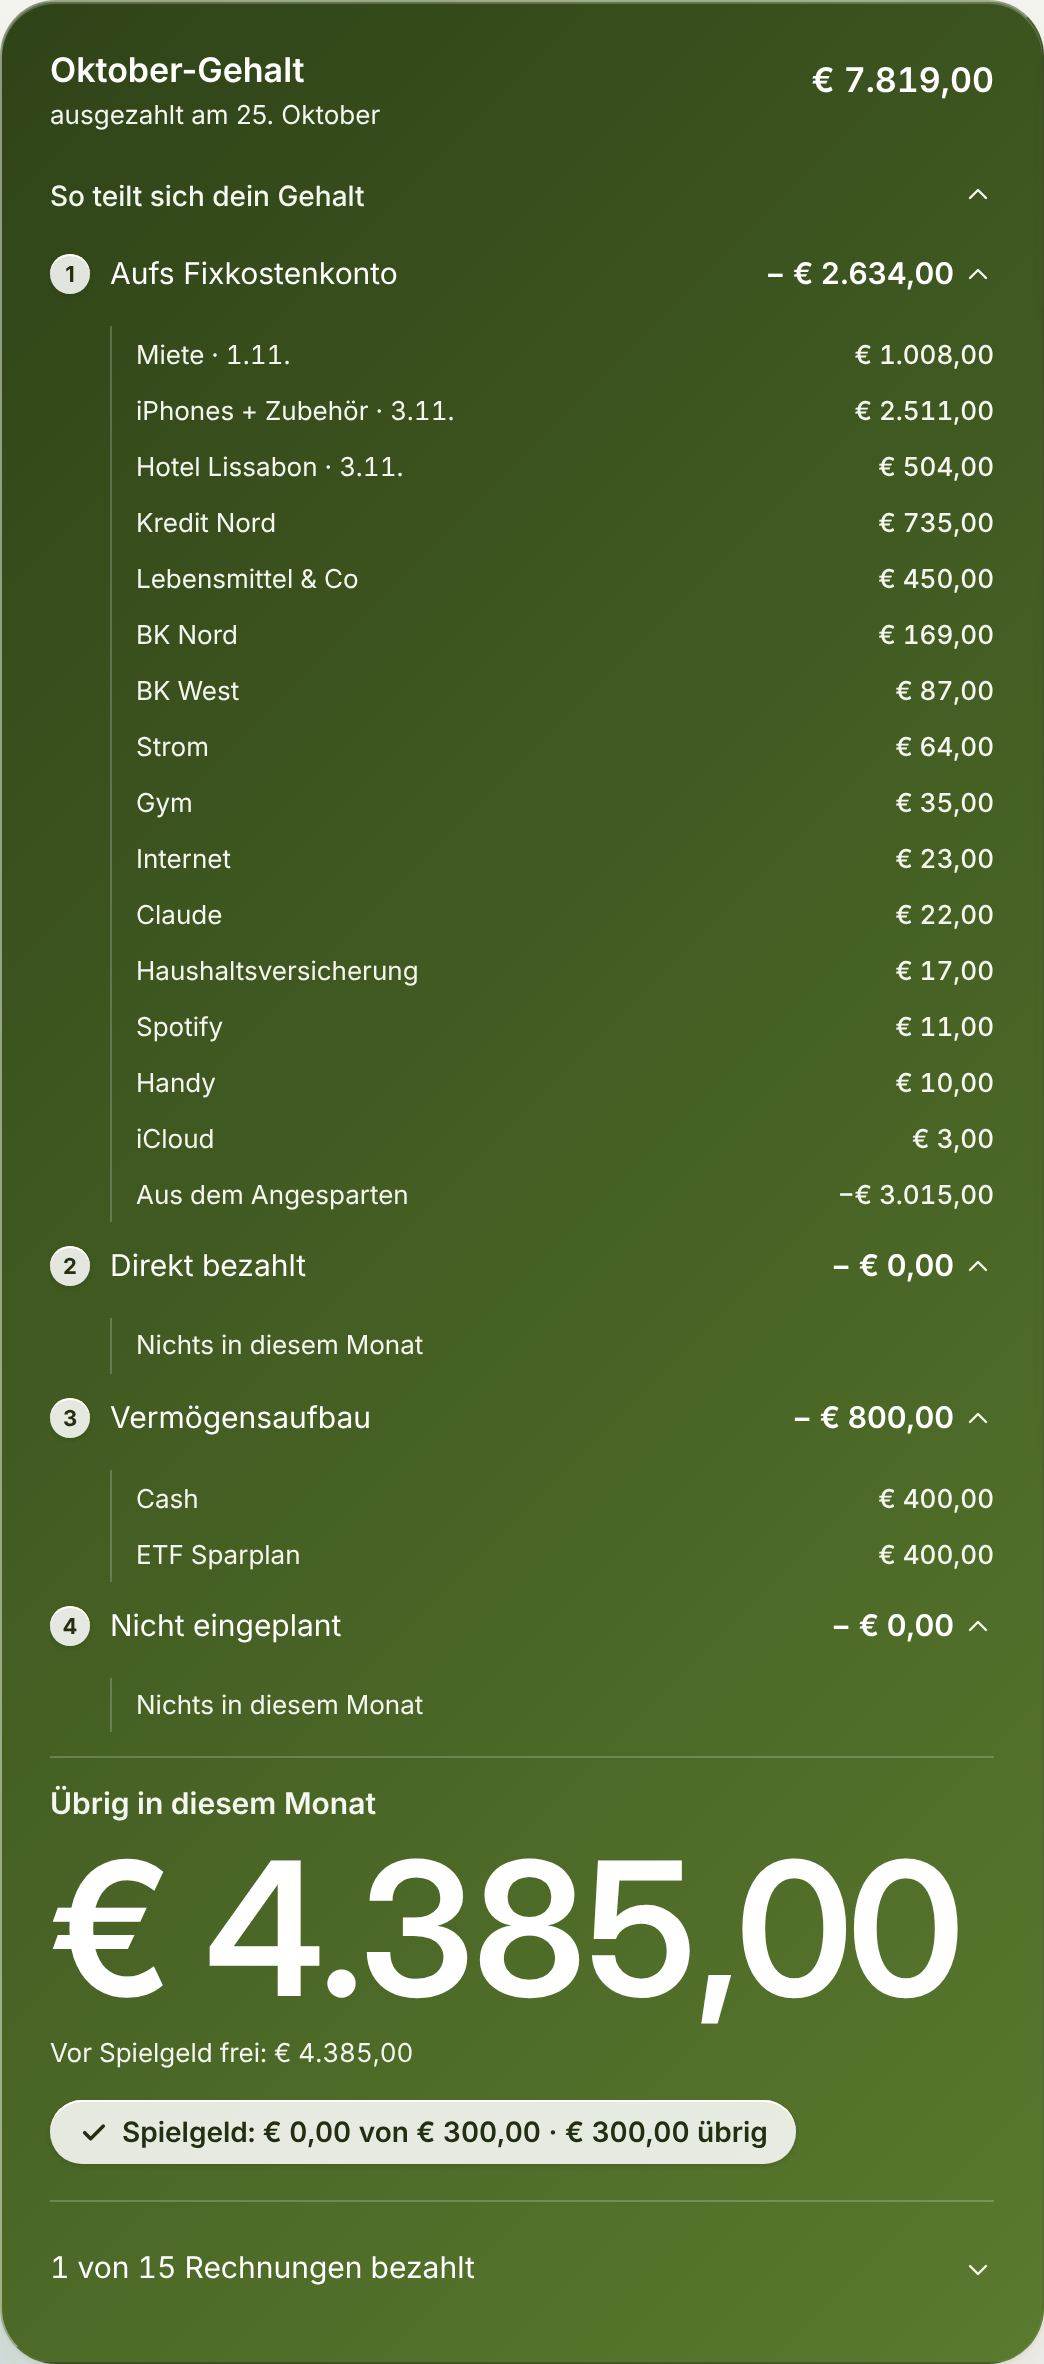 Oktober-Gehalt
€ 7.819,00
ausgezahlt am 25. Oktober
So teilt sich dein Gehalt
1 Aufs Fixkostenkonto – € 2.634,00
Miete · 1.11. € 1.008,00
iPhones + Zubehör · 3.11. € 2.511,00
Hotel Lissabon · 3.11. € 504,00
Kredit Nord € 735,00
Lebensmittel & Co € 450,00
BK Nord € 169,00
BK West € 87,00
Strom € 64,00
Gym € 35,00
Internet € 23,00
Claude € 22,00
Haushaltsversicherung € 17,00
Spotify € 11,00
Handy € 10,00
iCloud € 3,00
Aus dem Angesparten −€ 3.015,00
2 Direkt bezahlt – € 0,00
Nichts in diesem Monat
3 Vermögensaufbau – € 800,00
Cash € 400,00
ETF Sparplan € 400,00
4 Nicht eingeplant – € 0,00
Nichts in diesem Monat
Übrig in diesem Monat
€ 4.385,00
Vor Spielgeld frei: € 4.385,00
✓ Spielgeld: € 0,00 von € 300,00 · € 300,00 übrig
1 von 15 Rechnungen bezahlt